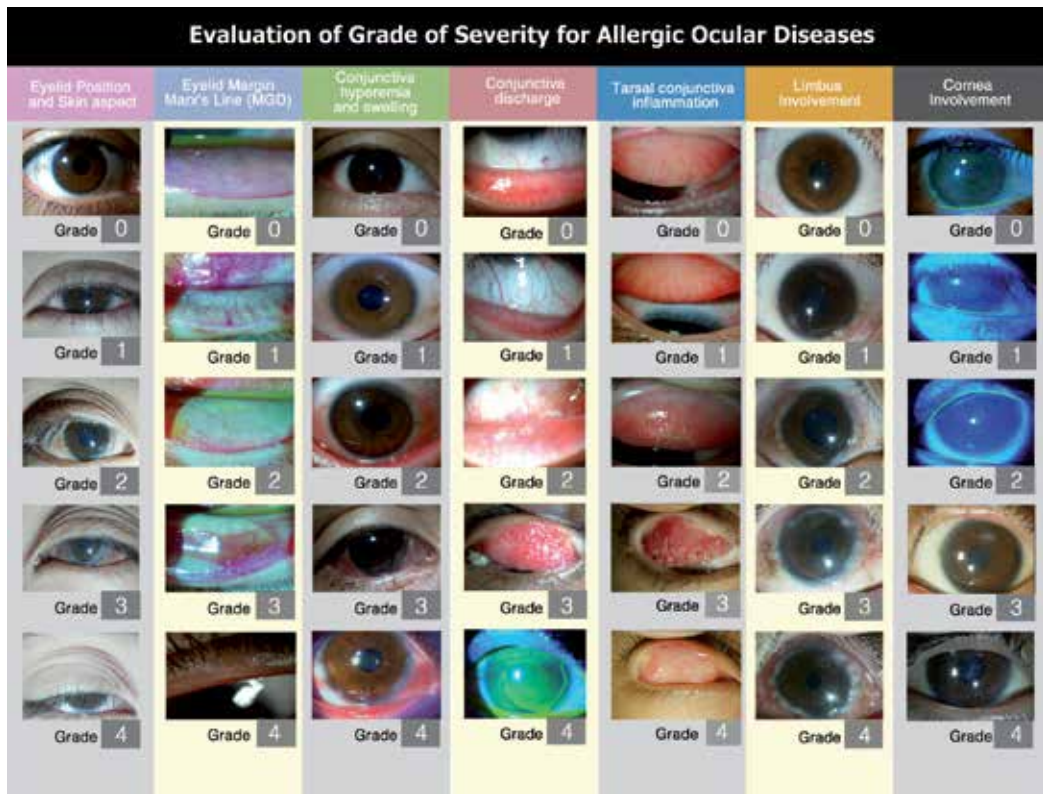 Evaluation of Grade of Severity for Allergic Ocular Diseases
Eyelid Position
and Skin aspect
Eyelid Margin
Marx's Line (MGD)
Conjunctiva
hyperemia
and swelling
Conjunctive
discharge
Tarsal conjunctiva
inflammation
Limbus
Involvement
Cornea
Involvement
Grade 0
Grade 0
Grade 0
Grade 0
Grade 0
Grade 0
Grade 0
Grade 1
Grade 1
Grade 1
Grade 1
Grade 1
Grade 1
Grade 1
Grade 2
Grade 2
Grade 2
Grade 2
Grade 2
Grade 2
Grade 2
Grade 3
Grade 3
Grade 3
Grade 3
Grade 3
Grade 3
Grade 3
Grade 4
Grade 4
Grade 4
Grade 4
Grade 4
Grade 4
Grade 4